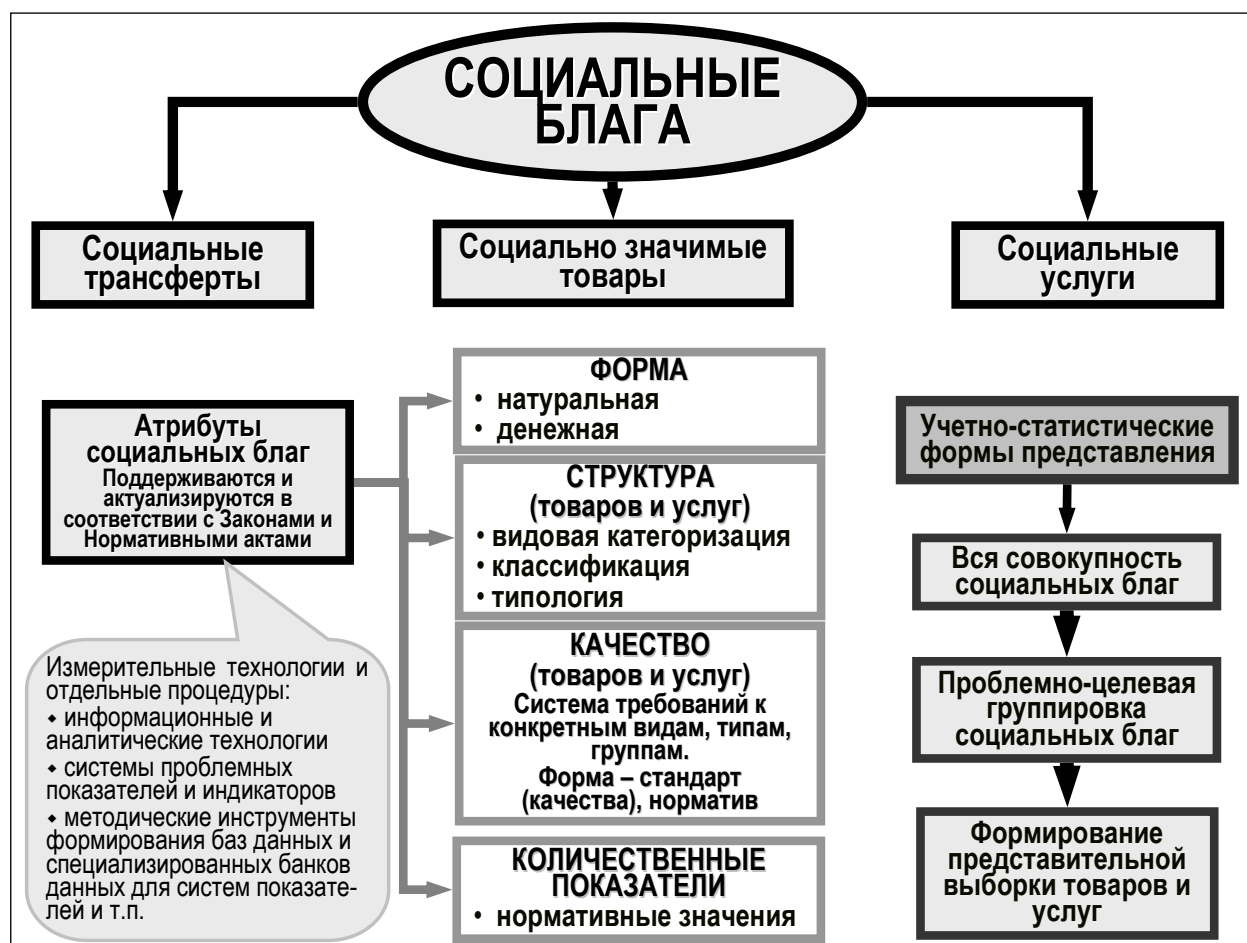 СОЦИАЛЬНЫЕ
БЛАГА
Социальные
трансферты
Социально значимые
товары
Социальные
услуги
Атрибуты
социальных благ
Поддерживаются и
актуализируются в
соответствии с Законами и
Нормативными актами
Измерительные технологии и
отдельные процедуры:
• информационные и
аналитические технологии
• системы проблемных
показателей и индикаторов
• методические инструменты
формирования баз данных и
специализированных банков
данных для систем показате-
лей и т.п.
ФОРМА
• натуральная
• денежная
СТРУКТУРА
(товаров и услуг)
• видовая категоризация
• классификация
• типология
КАЧЕСТВО
(товаров и услуг)
Система требований к
конкретным видам, типам,
группам.
Форма – стандарт
(качества), норматив
КОЛИЧЕСТВЕННЫЕ
ПОКАЗАТЕЛИ
• нормативные значения
Учетно-статистические
формы представления
Вся совокупность
социальных благ
Проблемно-целевая
группировка
социальных благ
Формирование
представительной
выборки товаров и
услуг